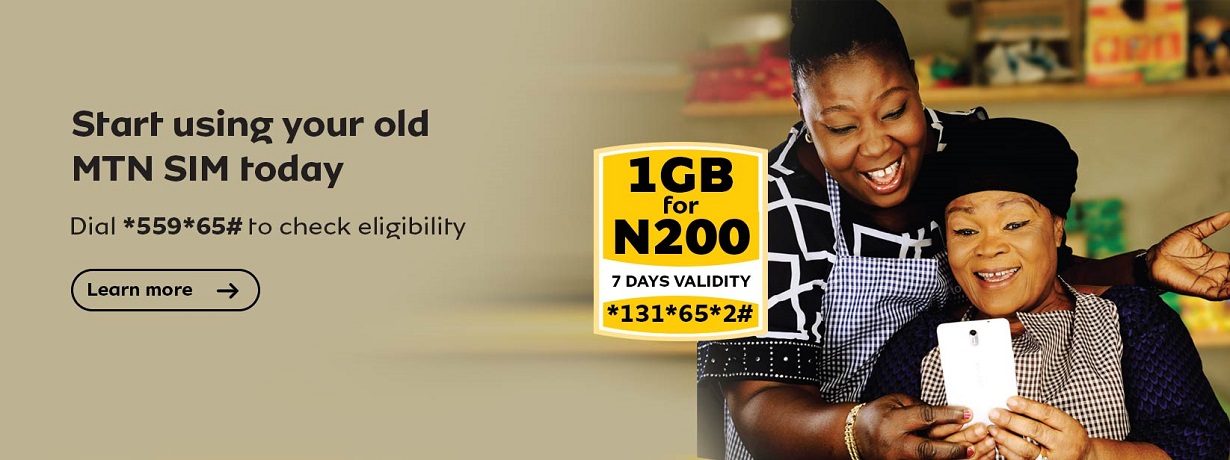 Start using your old
MTN SIM today
Dial *559*65# to check eligibility
Learn more
1GB
for
N200
7 DAYS VALIDITY
*131*65*2#